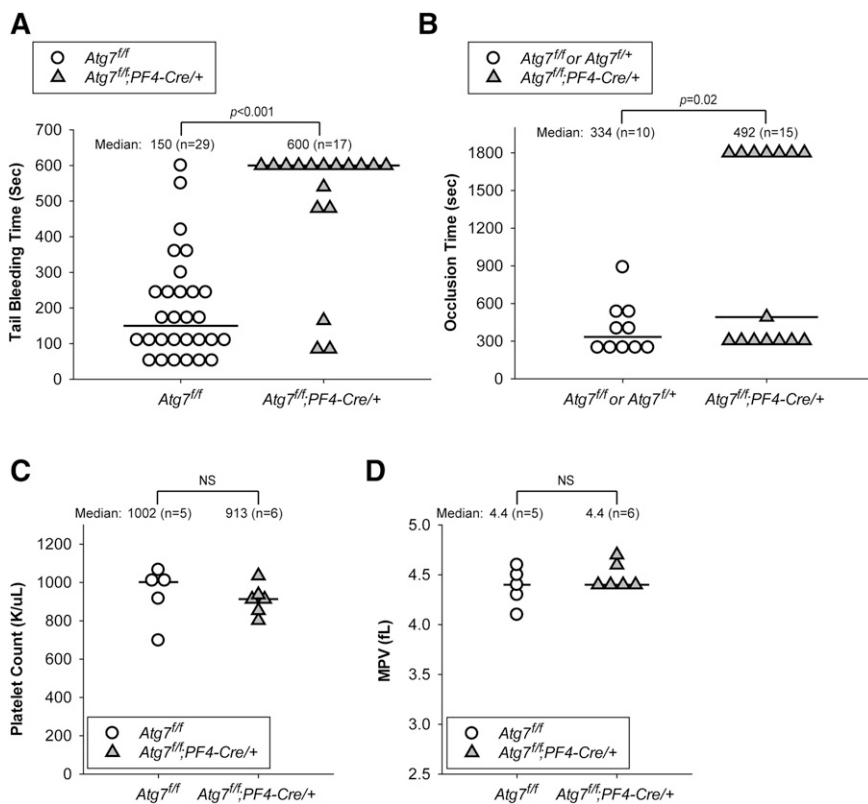 A
Atg7f/f
Atg7f/f;PF4-Cre/+
p<0.001
Median: 150 (n=29) 600 (n=17)
700
600
500
400
300
200
100
0
Tail Bleeding Time (Sec)
Atg7f/f Atg7f/f;PF4-Cre/+
B
Atg7f/f or Atg7f/+
Atg7f/f;PF4-Cre/+
p=0.02
Median: 334 (n=10) 492 (n=15)
1800
1500
1200
900
600
300
0
Occlusion Time (sec)
Atg7f/f or Atg7f/+ Atg7f/f;PF4-Cre/+
C
NS
Median: 1002 (n=5) 913 (n=6)
1200
1000
800
600
400
200
0
Platelet Count (K/uL)
Atg7f/f
Atg7f/f;PF4-Cre/+
Atg7f/f Atg7f/f;PF4-Cre/+
D
NS
Median: 4.4 (n=5) 4.4 (n=6)
5.0
4.5
4.0
3.5
3.0
2.5
2.0
MPV (fL)
Atg7f/f
Atg7f/f;PF4-Cre/+
Atg7f/f Atg7f/f;PF4-Cre/+